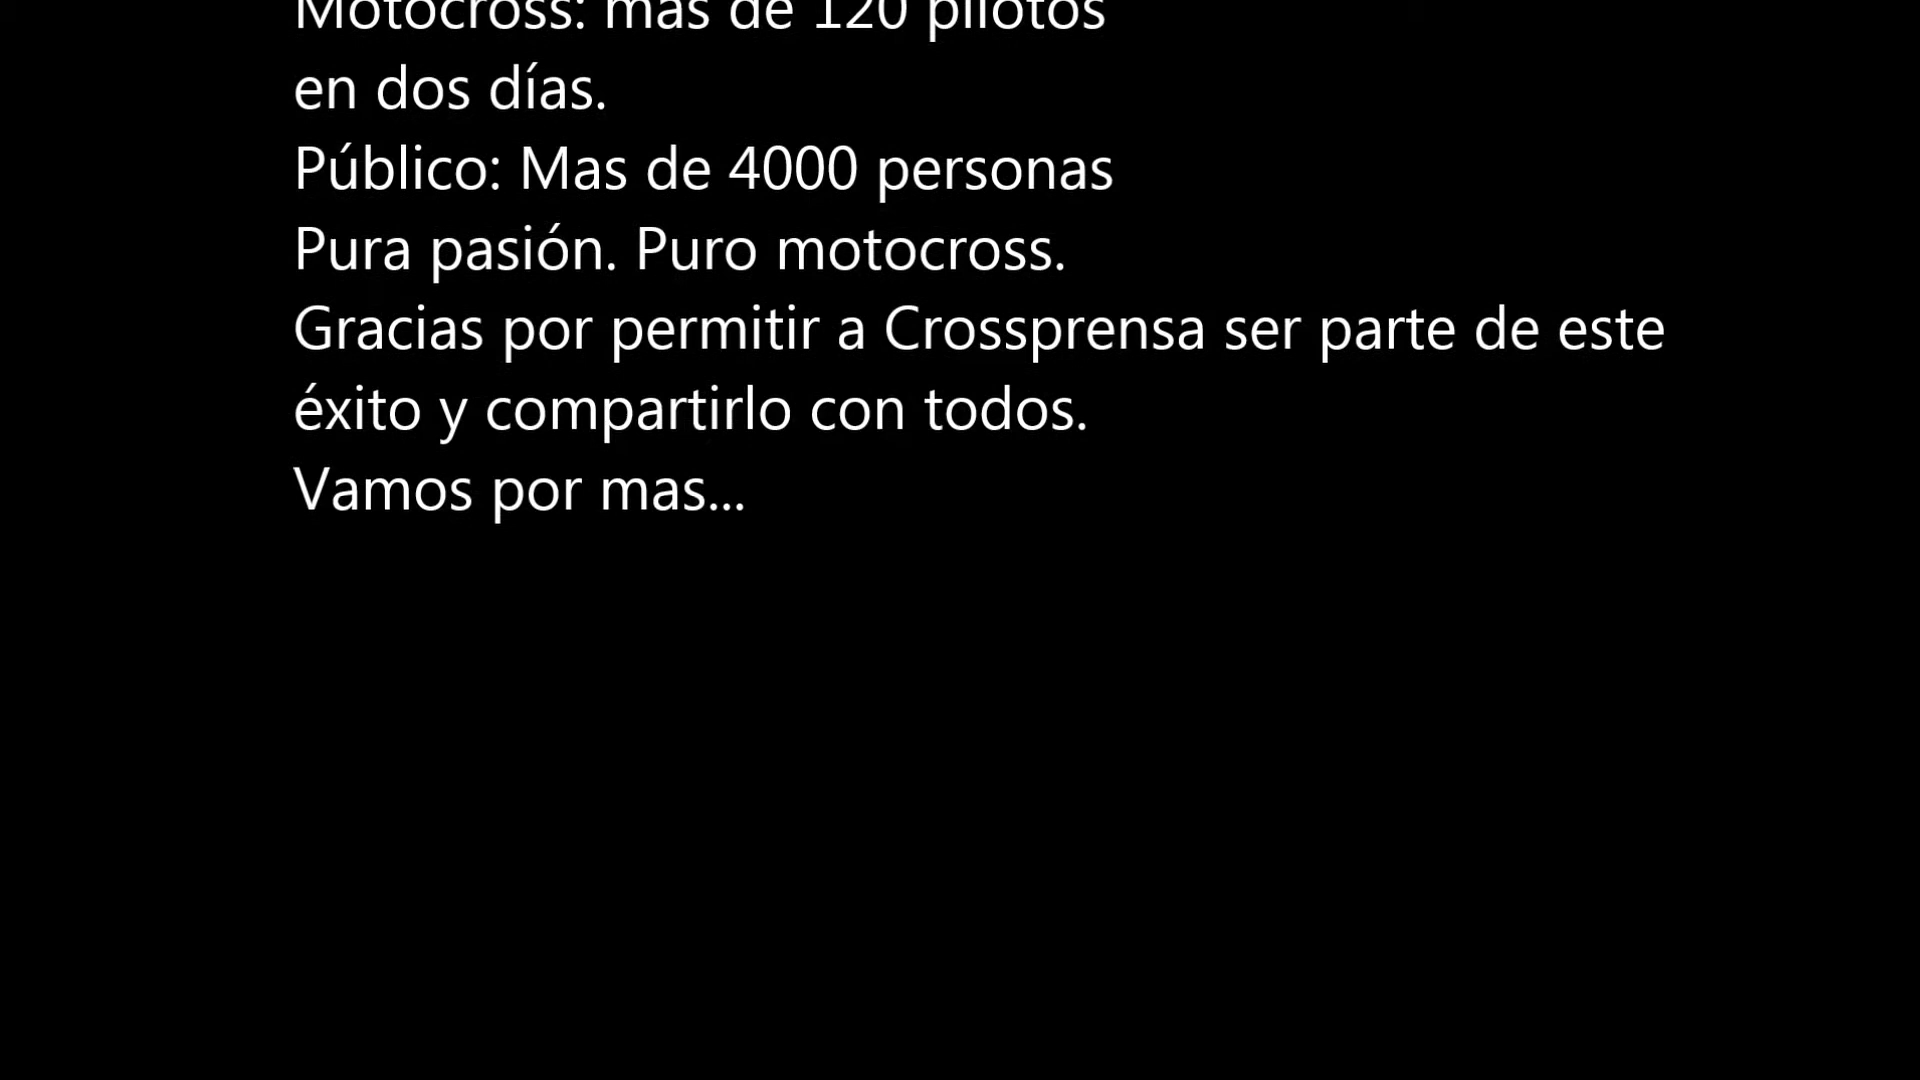 Motocross: mas de 120 pilotos
en dos días.
Público: Mas de 4000 personas
Pura pasión. Puro motocross.
Gracias por permitir a Crossprensa ser parte de este
éxito y compartirlo con todos.
Vamos por mas...